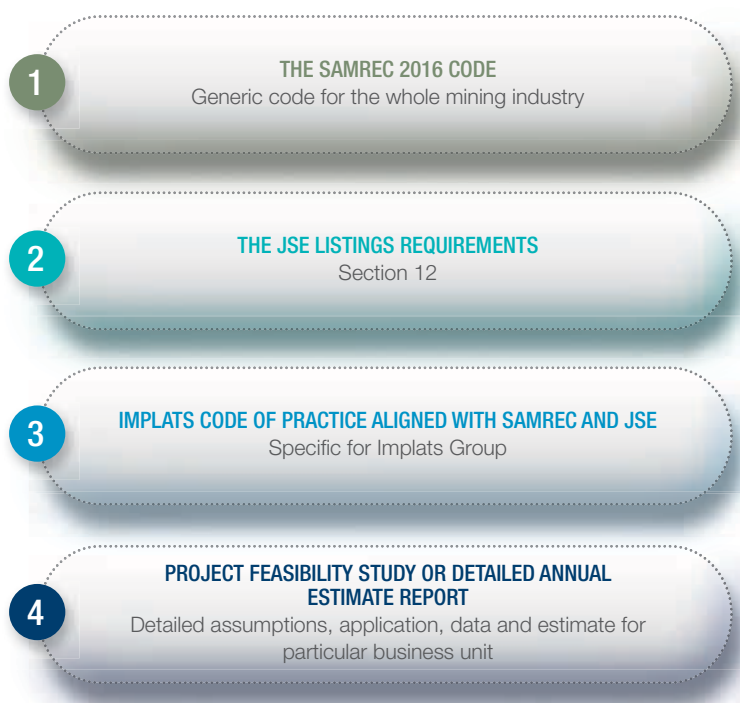 1
THE SAMREC 2016 CODE
Generic code for the whole mining industry
2
THE JSE LISTINGS REQUIREMENTS
Section 12
3
IMPLATS CODE OF PRACTICE ALIGNED WITH SAMREC AND JSE
Specific for Implats Group
4
PROJECT FEASIBILITY STUDY OR DETAILED ANNUAL
ESTIMATE REPORT
Detailed assumptions, application, data and estimate for
particular business unit